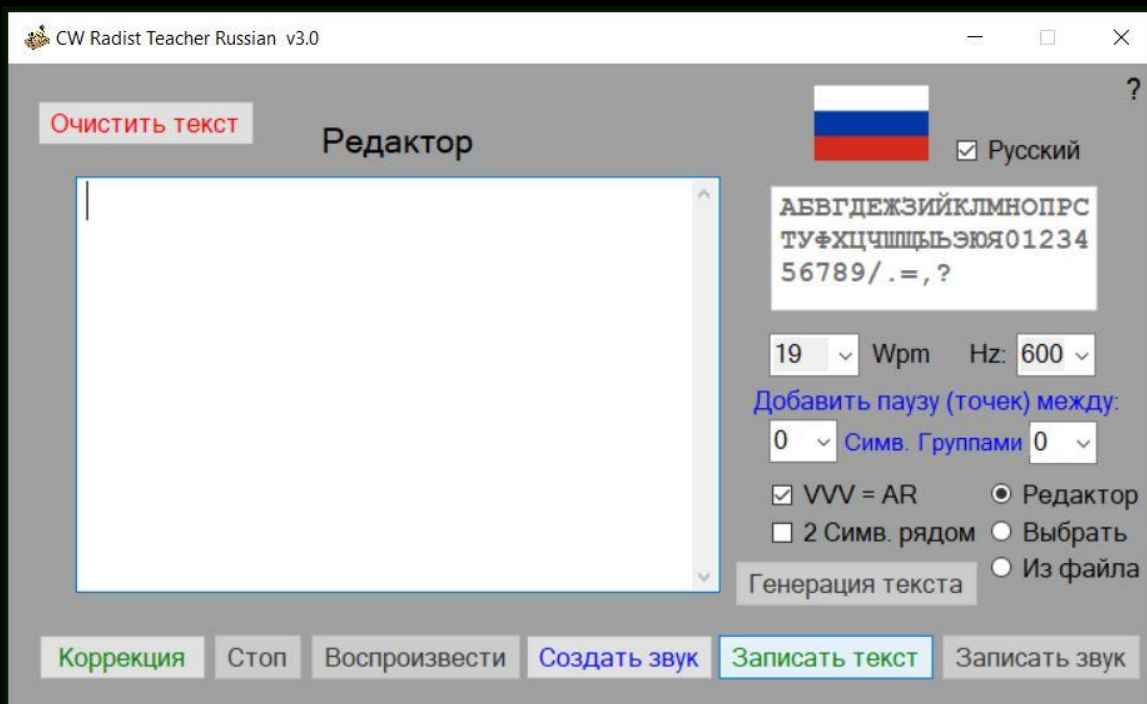 CW Radist Teacher Russian v3.0
?
Очистить текст
Редактор
Русский
АБВГДЕЖЗИЙКЛМНОПРС
ТУФХЦЧШЩЫЬЭЮЯ01234
56789/.=,?
19 Wpm Hz: 600
Добавить паузу (точек) между:
0 Симв. Группами 0
VVV = AR Редактор
2 Симв. рядом Выбрать
Из файла
Генерация текста
Коррекция Стоп Воспроизвести Создать звук Записать текст Записать звук